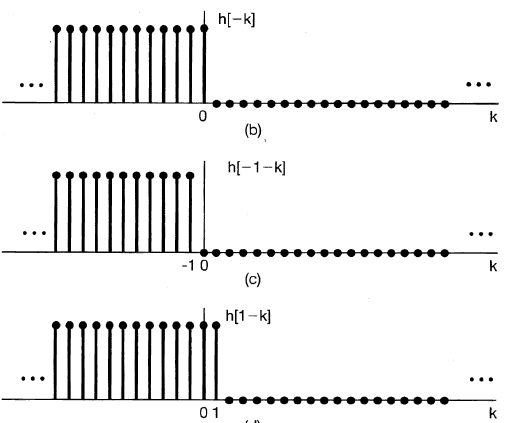 h[−k]
... ...
0 k
(b)
h[−1−k]
... ...
-1 0 k
(c)
h[1−k]
... ...
0 1 k